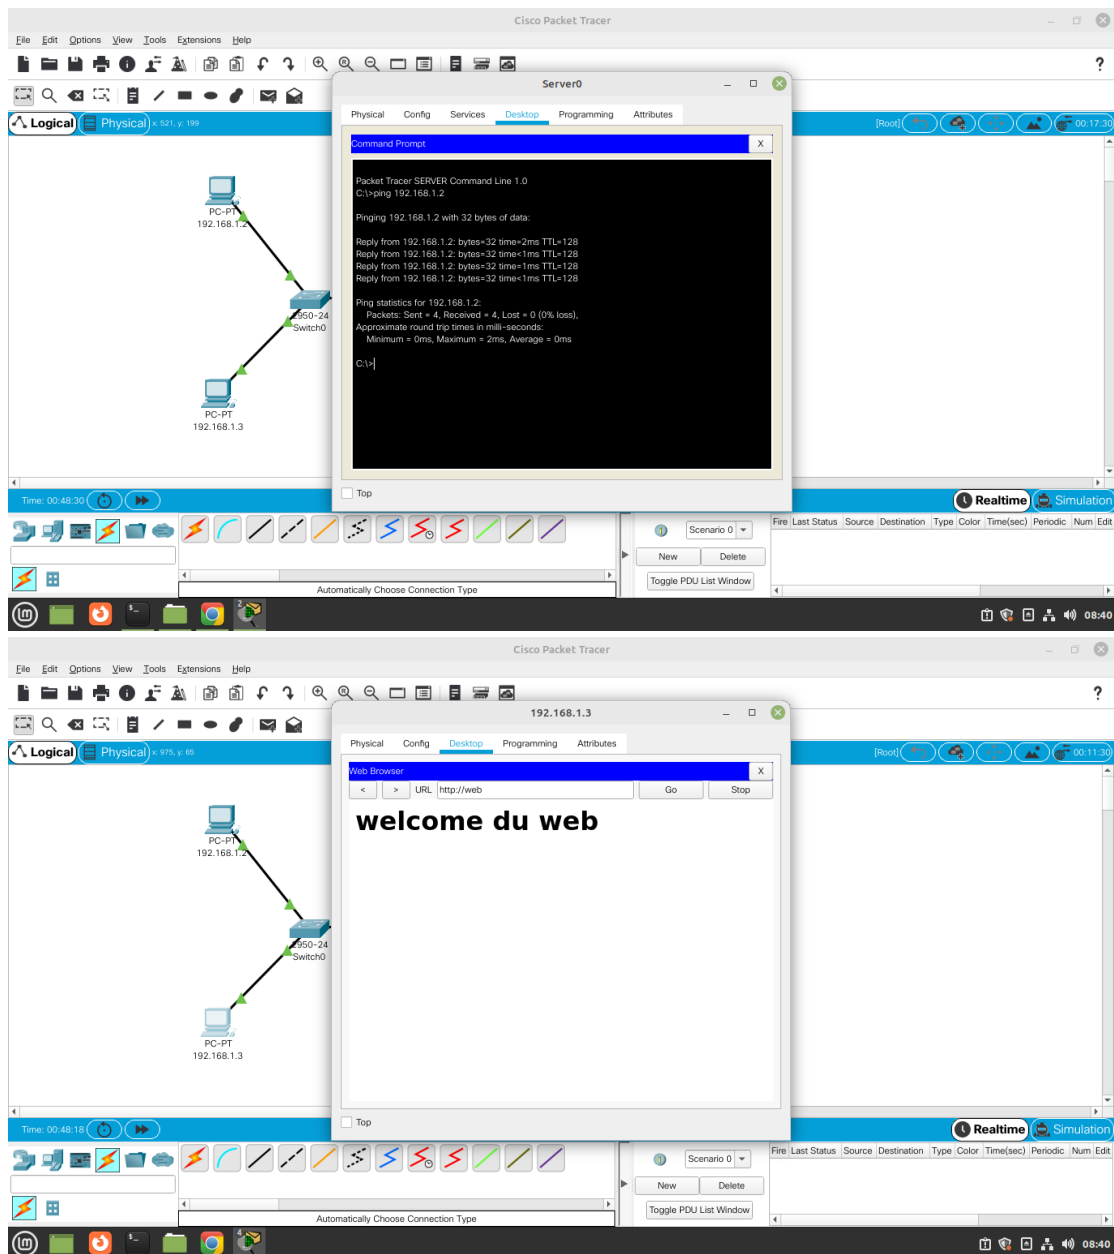 Cisco Packet Tracer
File Edit Options View Tools Extensions Help
?
Server0
Physical Config Services Desktop Programming Attributes
Logical Physical x: 521, y: 199
[Root] 00:17:30
Command Prompt X
Packet Tracer SERVER Command Line 1.0
C:\>ping 192.168.1.2
Pinging 192.168.1.2 with 32 bytes of data:
Reply from 192.168.1.2: bytes=32 time=2ms TTL=128
Reply from 192.168.1.2: bytes=32 time<1ms TTL=128
Reply from 192.168.1.2: bytes=32 time=1ms TTL=128
Reply from 192.168.1.2: bytes=32 time<1ms TTL=128
Ping statistics for 192.168.1.2:
Packets: Sent = 4, Received = 4, Lost = 0 (0% loss),
Approximate round trip times in milli-seconds:
Minimum = 0ms, Maximum = 2ms, Average = 0ms
C:\>
PC-PT
192.168.1.2
2950-24
Switch0
PC-PT
192.168.1.3
Top
Time: 00:48:30
Realtime Simulation
Scenario 0
Fire Last Status Source Destination Type Color Time(sec) Periodic Num Edit
New Delete
Toggle PDU List Window
Automatically Choose Connection Type
2
08:40
Cisco Packet Tracer
File Edit Options View Tools Extensions Help
?
192.168.1.3
Physical Config Desktop Programming Attributes
Logical Physical x: 975, y: 65
[Root] 00:11:30
Web Browser X
< > URL http://web Go Stop
welcome du web
PC-PT
192.168.1.2
2950-24
Switch0
PC-PT
192.168.1.3
Top
Time: 00:48:18
Realtime Simulation
Scenario 0
Fire Last Status Source Destination Type Color Time(sec) Periodic Num Edit
New Delete
Toggle PDU List Window
Automatically Choose Connection Type
4
08:40